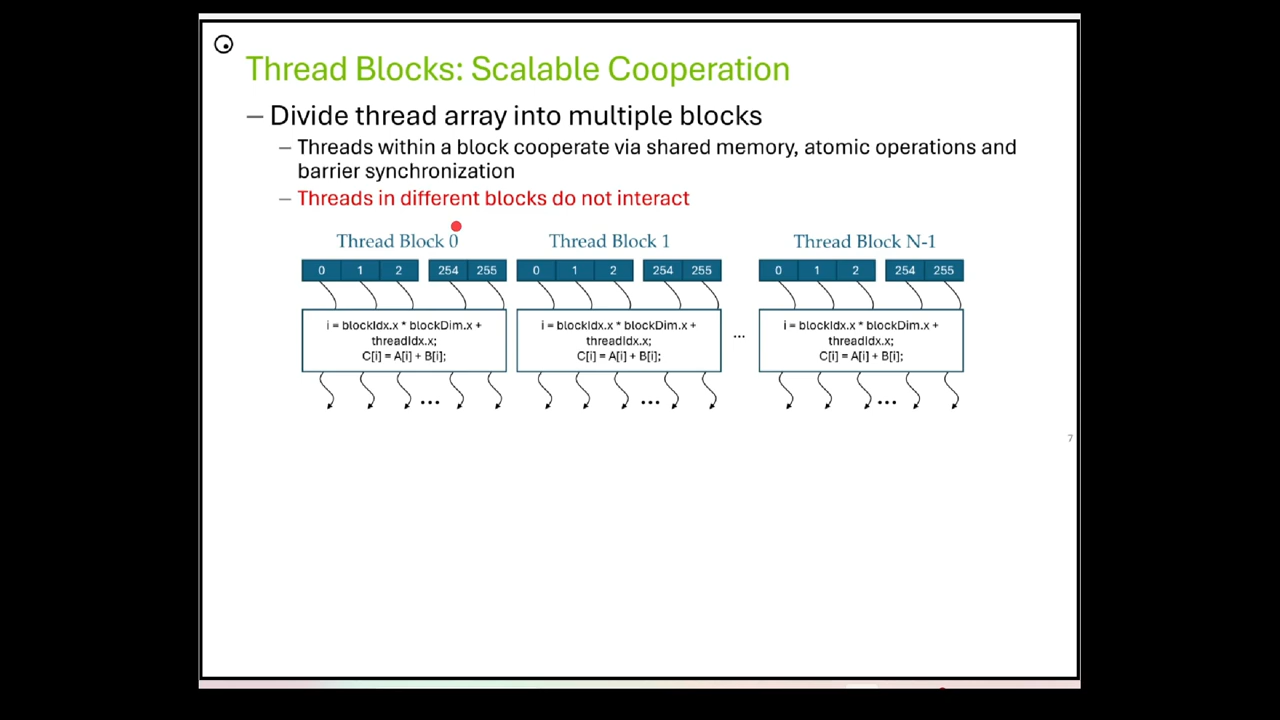 Thread Blocks: Scalable Cooperation
– Divide thread array into multiple blocks
– Threads within a block cooperate via shared memory, atomic operations and
barrier synchronization
– Threads in different blocks do not interact
Thread Block 0
0 1 2 254 255
i = blockIdx.x * blockDim.x +
threadIdx.x;
C[i] = A[i] + B[i];
...
Thread Block 1
0 1 2 254 255
i = blockIdx.x * blockDim.x +
threadIdx.x;
C[i] = A[i] + B[i];
...
...
Thread Block N-1
0 1 2 254 255
i = blockIdx.x * blockDim.x +
threadIdx.x;
C[i] = A[i] + B[i];
...
7